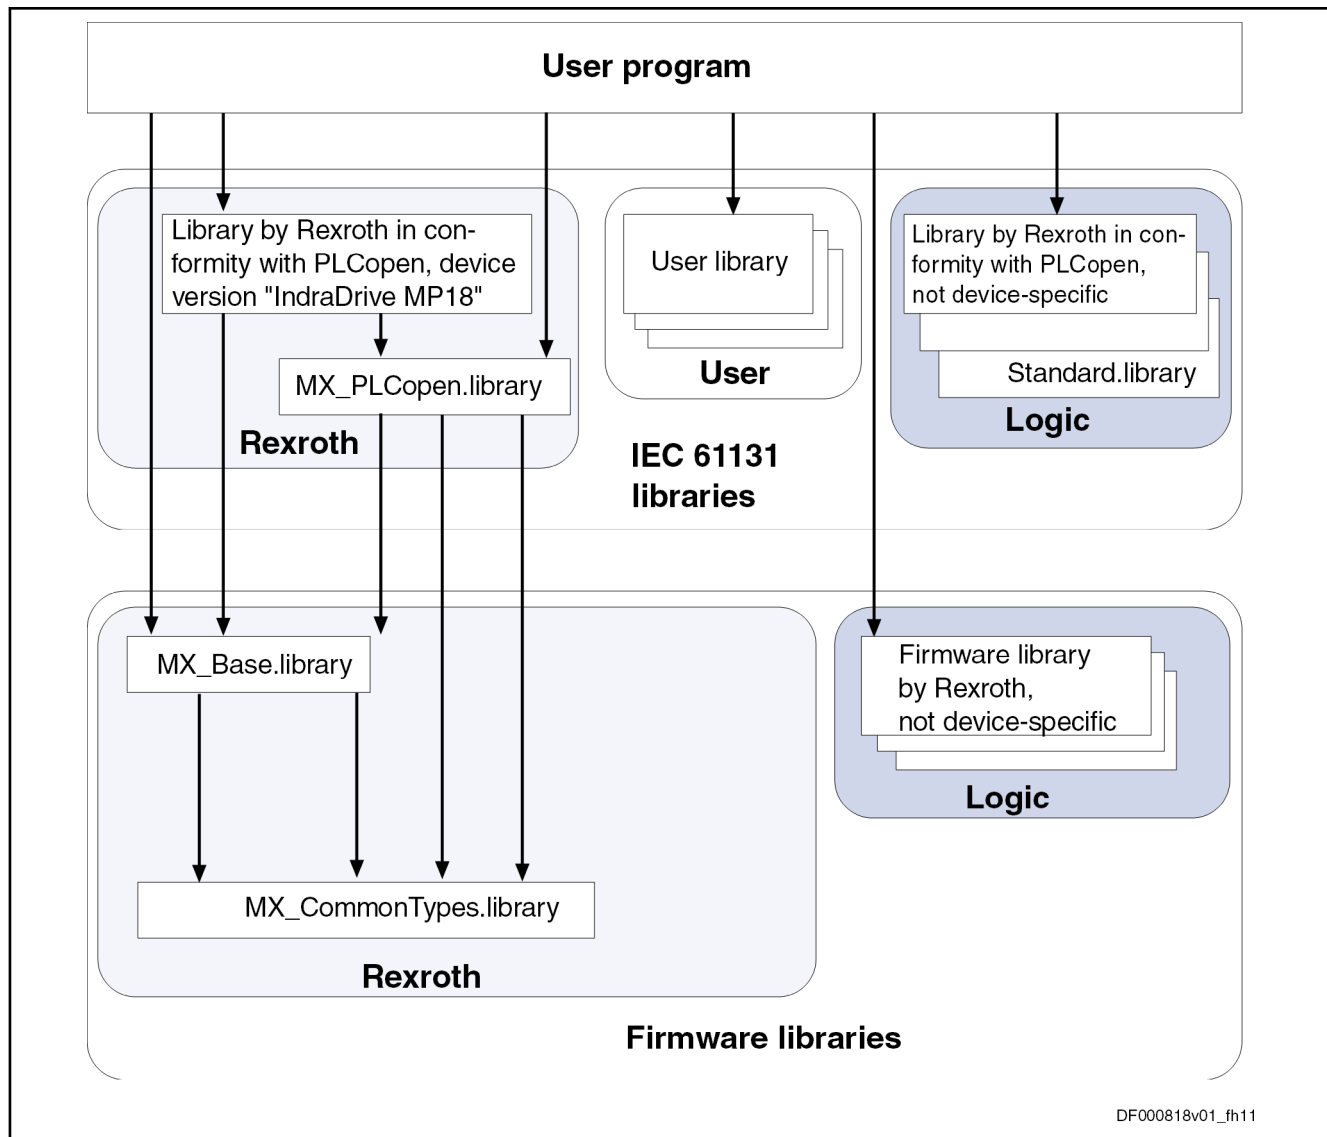 User program
Library by Rexroth in con-
formity with PLCopen, device
version "IndraDrive MP18"
MX_PLCopen.library
Rexroth
User library
User
Library by Rexroth in con-
formity with PLCopen,
not device-specific
Standard.library
Logic
IEC 61131
libraries
MX_Base.library
MX_CommonTypes.library
Rexroth
Firmware library
by Rexroth,
not device-specific
Logic
Firmware libraries
DF000818v01_fh11